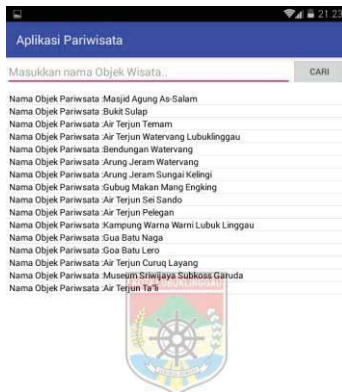 21:23
Aplikasi Pariwisata
Masukkan nama Objek Wisata..
CARI
Nama Objek Pariwsata :Masjid Agung As-Salam
Nama Objek Pariwsata :Bukit Sulap
Nama Objek Pariwsata :Air Terjun Temam
Nama Objek Pariwsata :Air Terjun Watervang Lubuklinggau
Nama Objek Pariwsata :Bendungan Watervang
Nama Objek Pariwsata :Arung Jeram Watervang
Nama Objek Pariwsata :Arung Jeram Sungai Kelingi
Nama Objek Pariwsata :Gubug Makan Mang Engking
Nama Objek Pariwsata :Air Terjun Sei Sando
Nama Objek Pariwsata :Air Terjun Pelegan
Nama Objek Pariwsata :Kampung Warna Warni Lubuk Linggau
Nama Objek Pariwsata :Gua Batu Naga
Nama Objek Pariwsata :Goa Batu Lero
Nama Objek Pariwsata :Air Terjun Curuq Layang
Nama Objek Pariwsata :Museum Sriwijaya Subkoss Garuda
Nama Objek Pariwsata :Air Terjun Ta"li